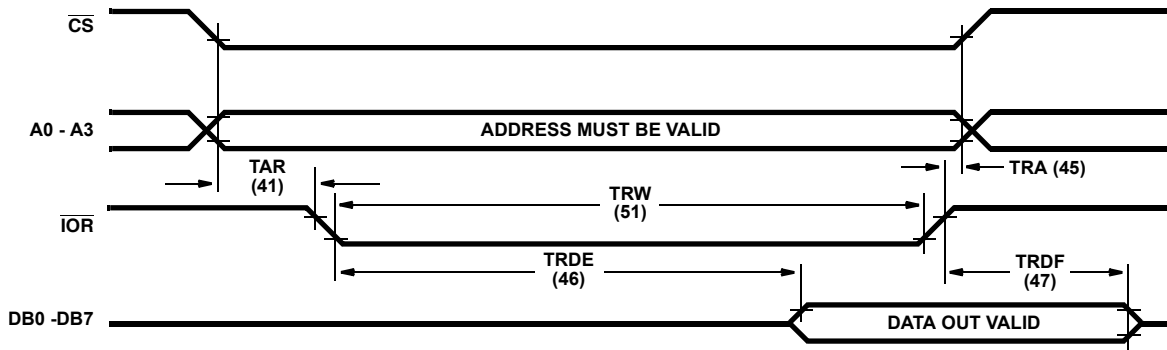 CS
A0 - A3
ADDRESS MUST BE VALID
TAR
(41)
TRA (45)
TRW
(51)
IOR
TRDE
(46)
TRDF
(47)
DB0 -DB7
DATA OUT VALID